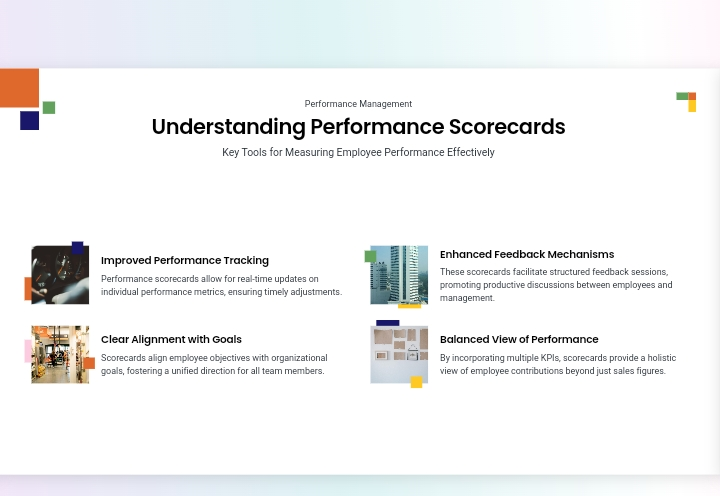 Performance Management
Understanding Performance Scorecards
Key Tools for Measuring Employee Performance Effectively
Improved Performance Tracking
Performance scorecards allow for real-time updates on
individual performance metrics, ensuring timely adjustments.
Enhanced Feedback Mechanisms
These scorecards facilitate structured feedback sessions,
promoting productive discussions between employees and
management.
Clear Alignment with Goals
Scorecards align employee objectives with organizational
goals, fostering a unified direction for all team members.
Balanced View of Performance
By incorporating multiple KPIs, scorecards provide a holistic
view of employee contributions beyond just sales figures.